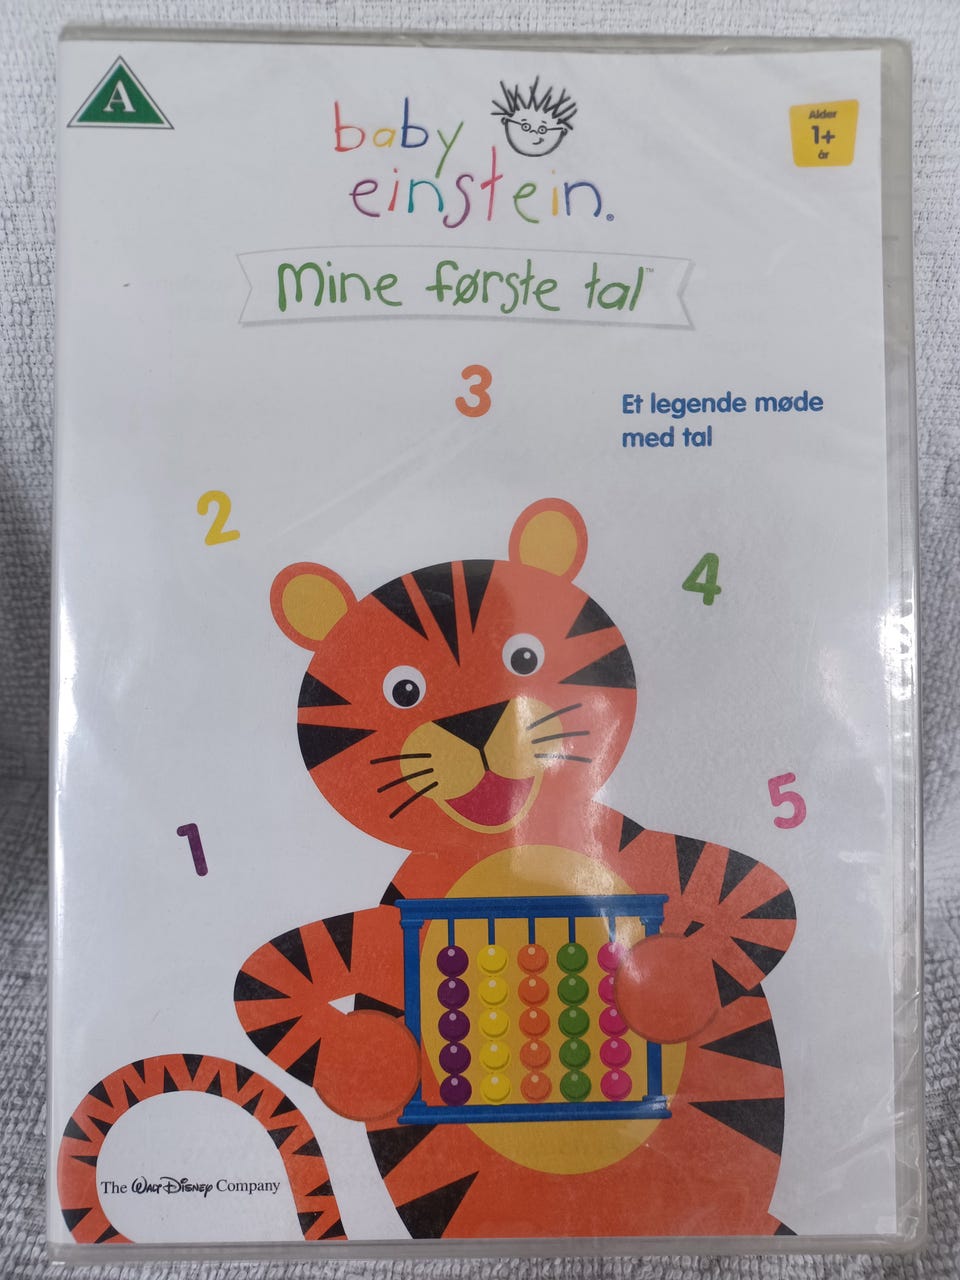 A
baby
einstein.®
Alder
1+
år
Mine første tal™
3
Et legende møde
med tal
2
4
5
1
The Walt Disney Company